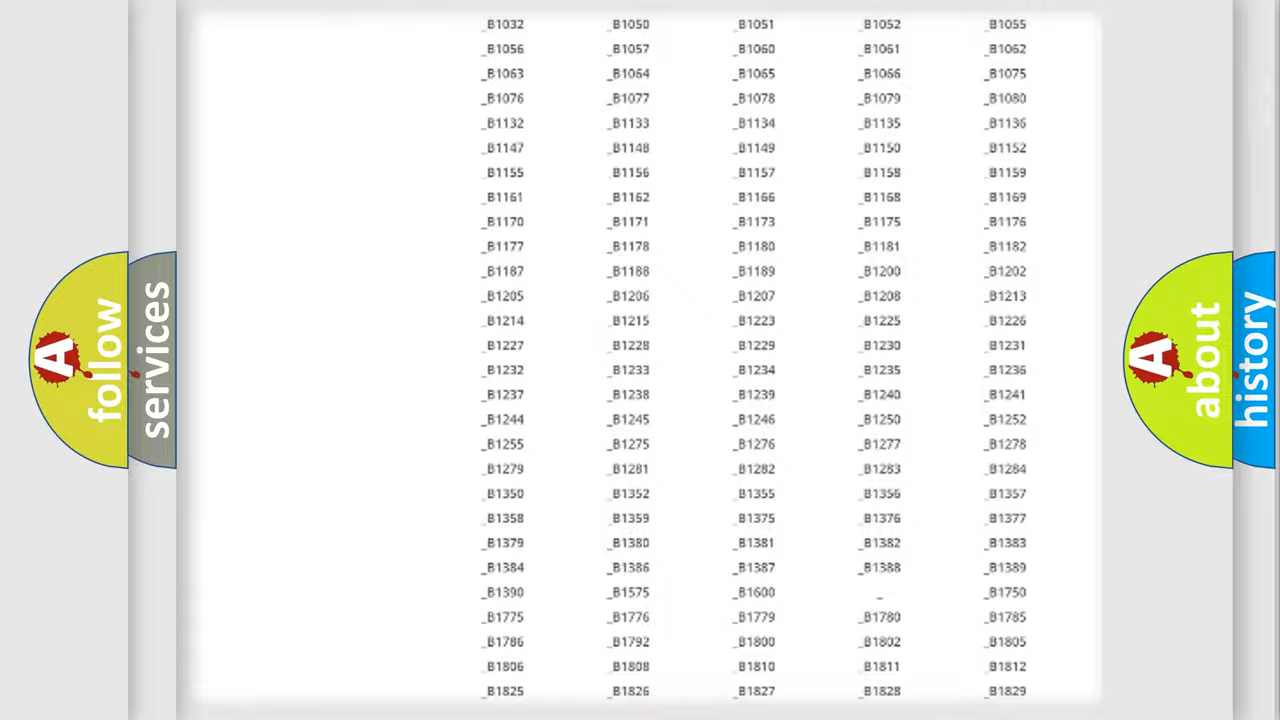 _B1032 _B1050 _B1051 _B1052 _B1055
_B1056 _B1057 _B1060 _B1061 _B1062
_B1063 _B1064 _B1065 _B1066 _B1075
_B1076 _B1077 _B1078 _B1079 _B1080
_B1132 _B1133 _B1134 _B1135 _B1136
_B1147 _B1148 _B1149 _B1150 _B1152
_B1155 _B1156 _B1157 _B1158 _B1159
_B1161 _B1162 _B1166 _B1168 _B1169
_B1170 _B1171 _B1173 _B1175 _B1176
_B1177 _B1178 _B1180 _B1181 _B1182
_B1187 _B1188 _B1189 _B1200 _B1202
_B1205 _B1206 _B1207 _B1208 _B1213
_B1214 _B1215 _B1223 _B1225 _B1226
_B1227 _B1228 _B1229 _B1230 _B1231
_B1232 _B1233 _B1234 _B1235 _B1236
_B1237 _B1238 _B1239 _B1240 _B1241
_B1244 _B1245 _B1246 _B1250 _B1252
_B1255 _B1275 _B1276 _B1277 _B1278
_B1279 _B1281 _B1282 _B1283 _B1284
_B1350 _B1352 _B1355 _B1356 _B1357
_B1358 _B1359 _B1375 _B1376 _B1377
_B1379 _B1380 _B1381 _B1382 _B1383
_B1384 _B1386 _B1387 _B1388 _B1389
_B1390 _B1575 _B1600 _ _B1750
_B1775 _B1776 _B1779 _B1780 _B1785
_B1786 _B1792 _B1800 _B1802 _B1805
_B1806 _B1808 _B1810 _B1811 _B1812
_B1825 _B1826 _B1827 _B1828 _B1829
A follow
services
A about
history